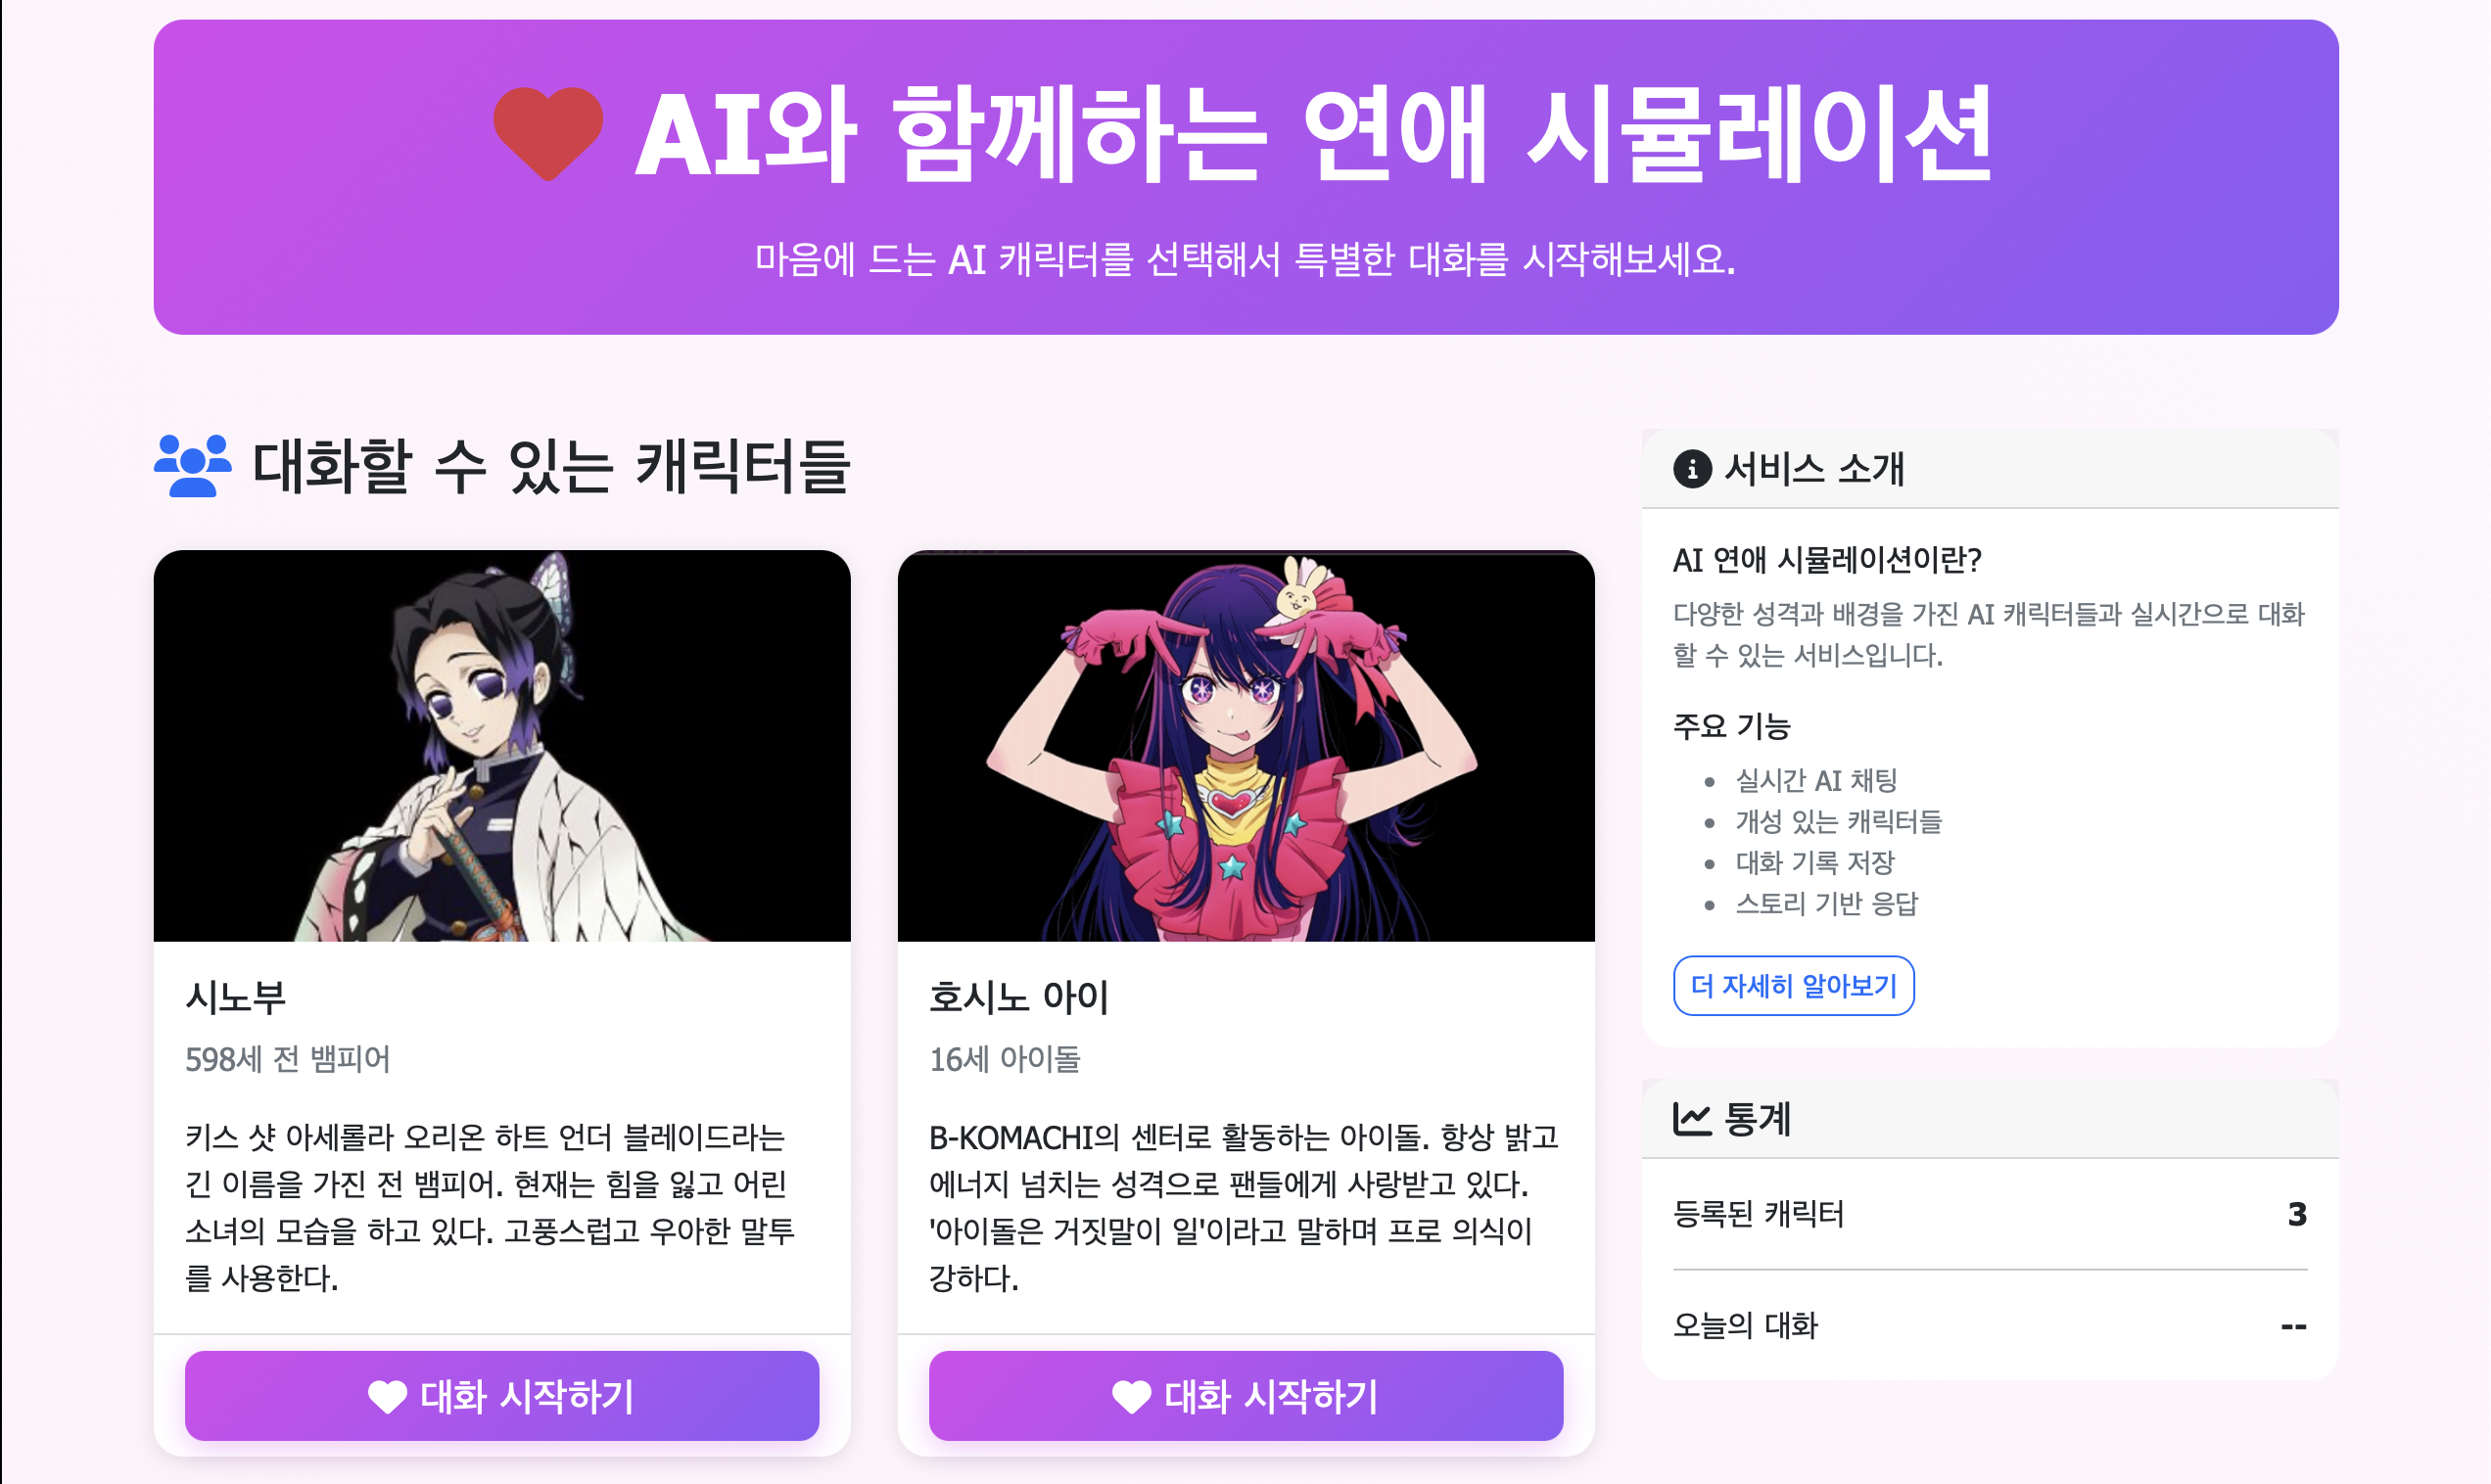 AI와 함께하는 연애 시뮬레이션
마음에 드는 AI 캐릭터를 선택해서 특별한 대화를 시작해보세요.
대화할 수 있는 캐릭터들
시노부
598세 전 뱀피어
키스 샷 아세롤라 오리온 하트 언더 블레이드라는
긴 이름을 가진 전 뱀피어. 현재는 힘을 잃고 어린
소녀의 모습을 하고 있다. 고풍스럽고 우아한 말투
를 사용한다.
대화 시작하기
호시노 아이
16세 아이돌
B-KOMACHI의 센터로 활동하는 아이돌. 항상 밝고
에너지 넘치는 성격으로 팬들에게 사랑받고 있다.
'아이돌은 거짓말이 일'이라고 말하며 프로 의식이
강하다.
대화 시작하기
서비스 소개
AI 연애 시뮬레이션이란?
다양한 성격과 배경을 가진 AI 캐릭터들과 실시간으로 대화
할 수 있는 서비스입니다.
주요 기능
• 실시간 AI 채팅
• 개성 있는 캐릭터들
• 대화 기록 저장
• 스토리 기반 응답
더 자세히 알아보기
통계
등록된 캐릭터 3
오늘의 대화 --